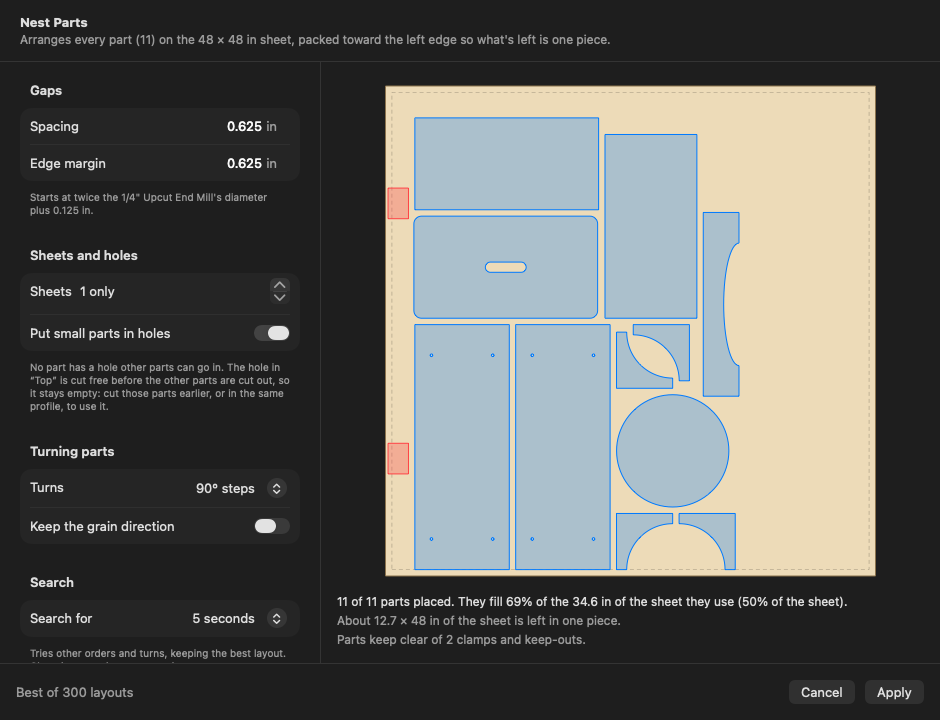 Nest Parts
Arranges every part (11) on the 48 × 48 in sheet, packed toward the left edge so what's left is one piece.
Gaps
Spacing 0.625 in
Edge margin 0.625 in
Starts at twice the 1/4" Upcut End Mill's diameter
plus 0.125 in.
Sheets and holes
Sheets 1 only
Put small parts in holes
No part has a hole other parts can go in. The hole in
“Top” is cut free before the other parts are cut out, so
it stays empty: cut those parts earlier, or in the same
profile, to use it.
Turning parts
Turns 90° steps
Keep the grain direction
Search
Search for 5 seconds
Tries other orders and turns, keeping the best layout.
11 of 11 parts placed. They fill 69% of the 34.6 in of the sheet they use (50% of the sheet).
About 12.7 × 48 in of the sheet is left in one piece.
Parts keep clear of 2 clamps and keep-outs.
Best of 300 layouts
Cancel
Apply